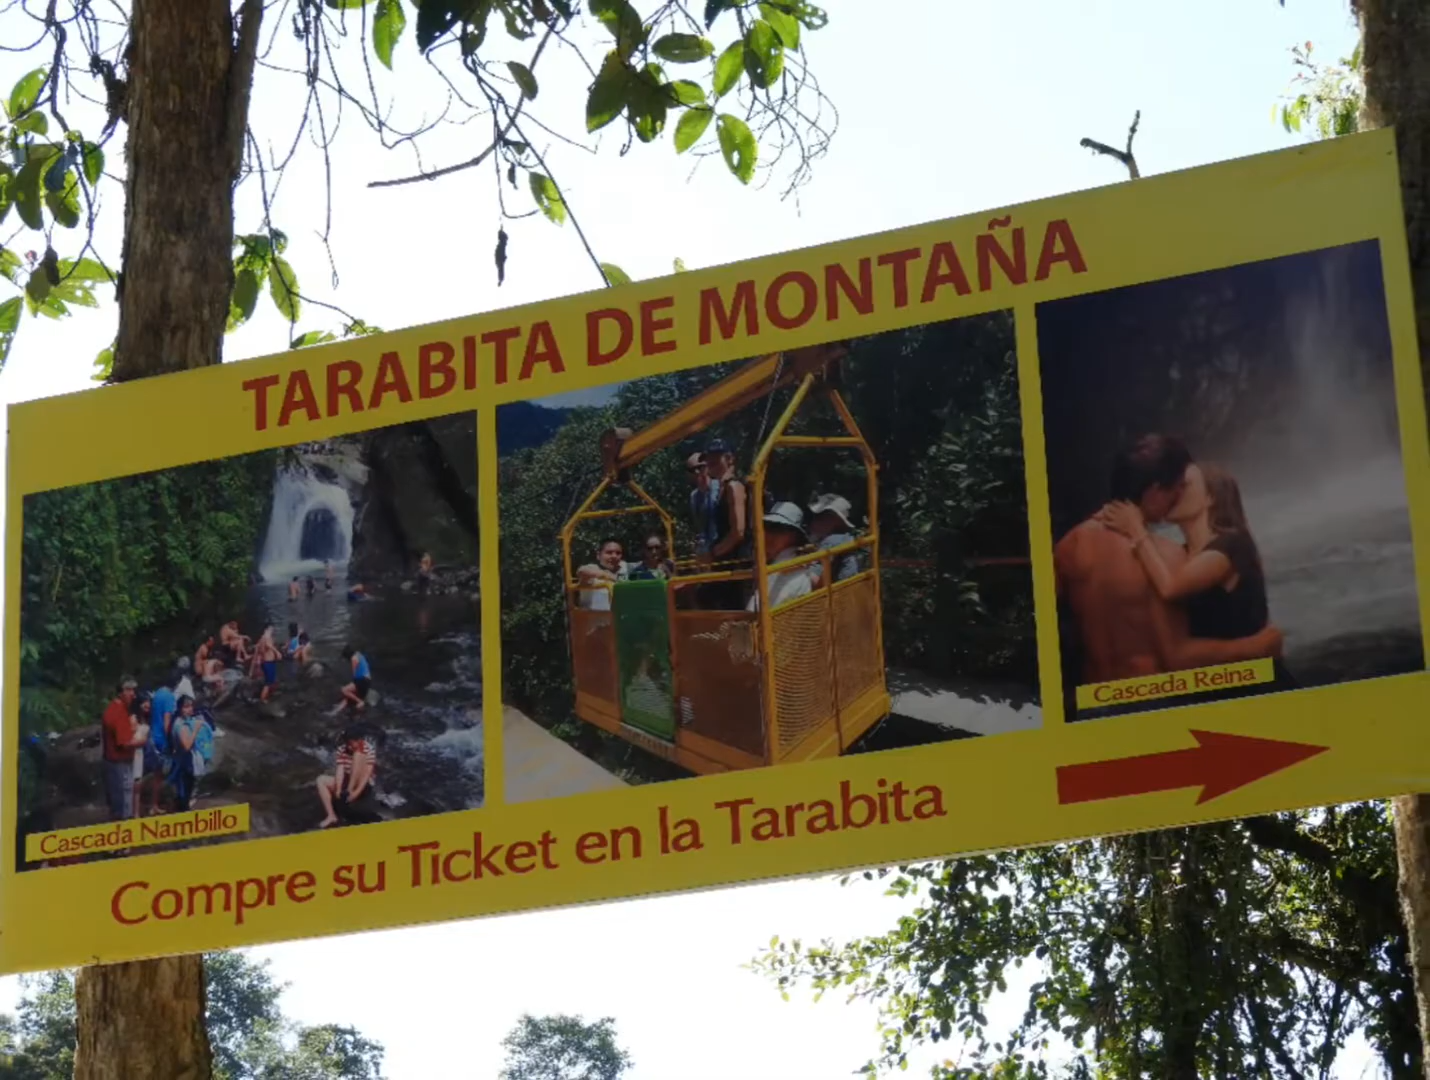 TARABITA DE MONTAÑA
Cascada Nambillo
Cascada Reina
Compre su Ticket en la Tarabita